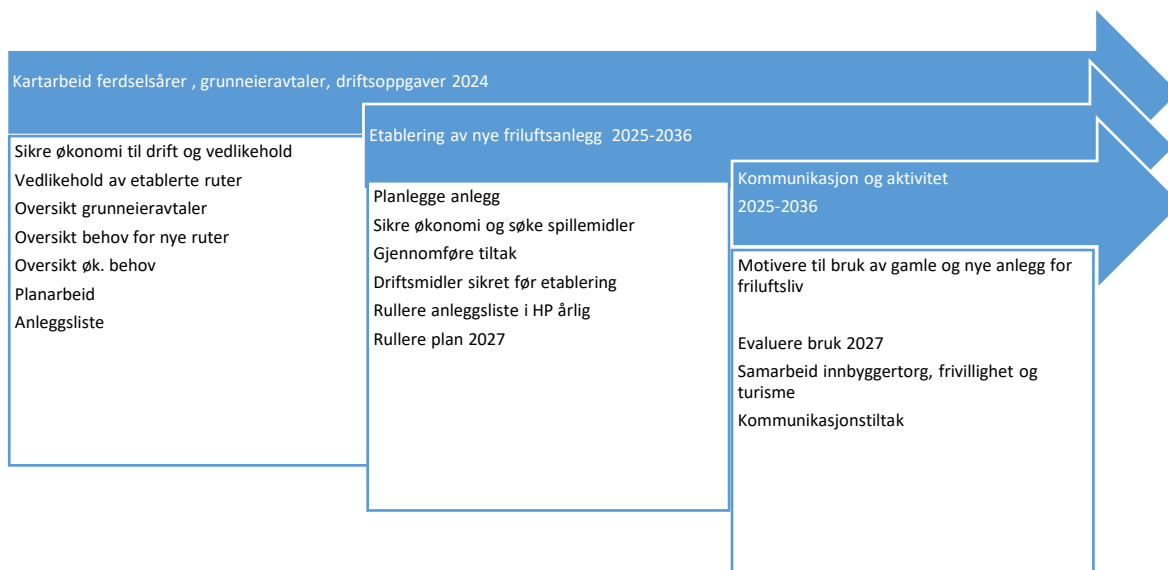 Kartarbeid ferdselsårer , grunneieravtaler, driftsoppgaver 2024
Sikre økonomi til drift og vedlikehold
Vedlikehold av etablerte ruter
Oversikt grunneieravtaler
Oversikt behov for nye ruter
Oversikt øk. behov
Planarbeid
Anleggsliste
Etablering av nye friluftsanlegg 2025-2036
Planlegge anlegg
Sikre økonomi og søke spillemidler
Gjennomføre tiltak
Driftsmidler sikret før etablering
Rullere anleggsliste i HP årlig
Rullere plan 2027
Kommunikasjon og aktivitet
2025-2036
Motivere til bruk av gamle og nye anlegg for
friluftsliv
Evaluere bruk 2027
Samarbeid innbyggertorg, frivillighet og
turisme
Kommunikasjonstiltak